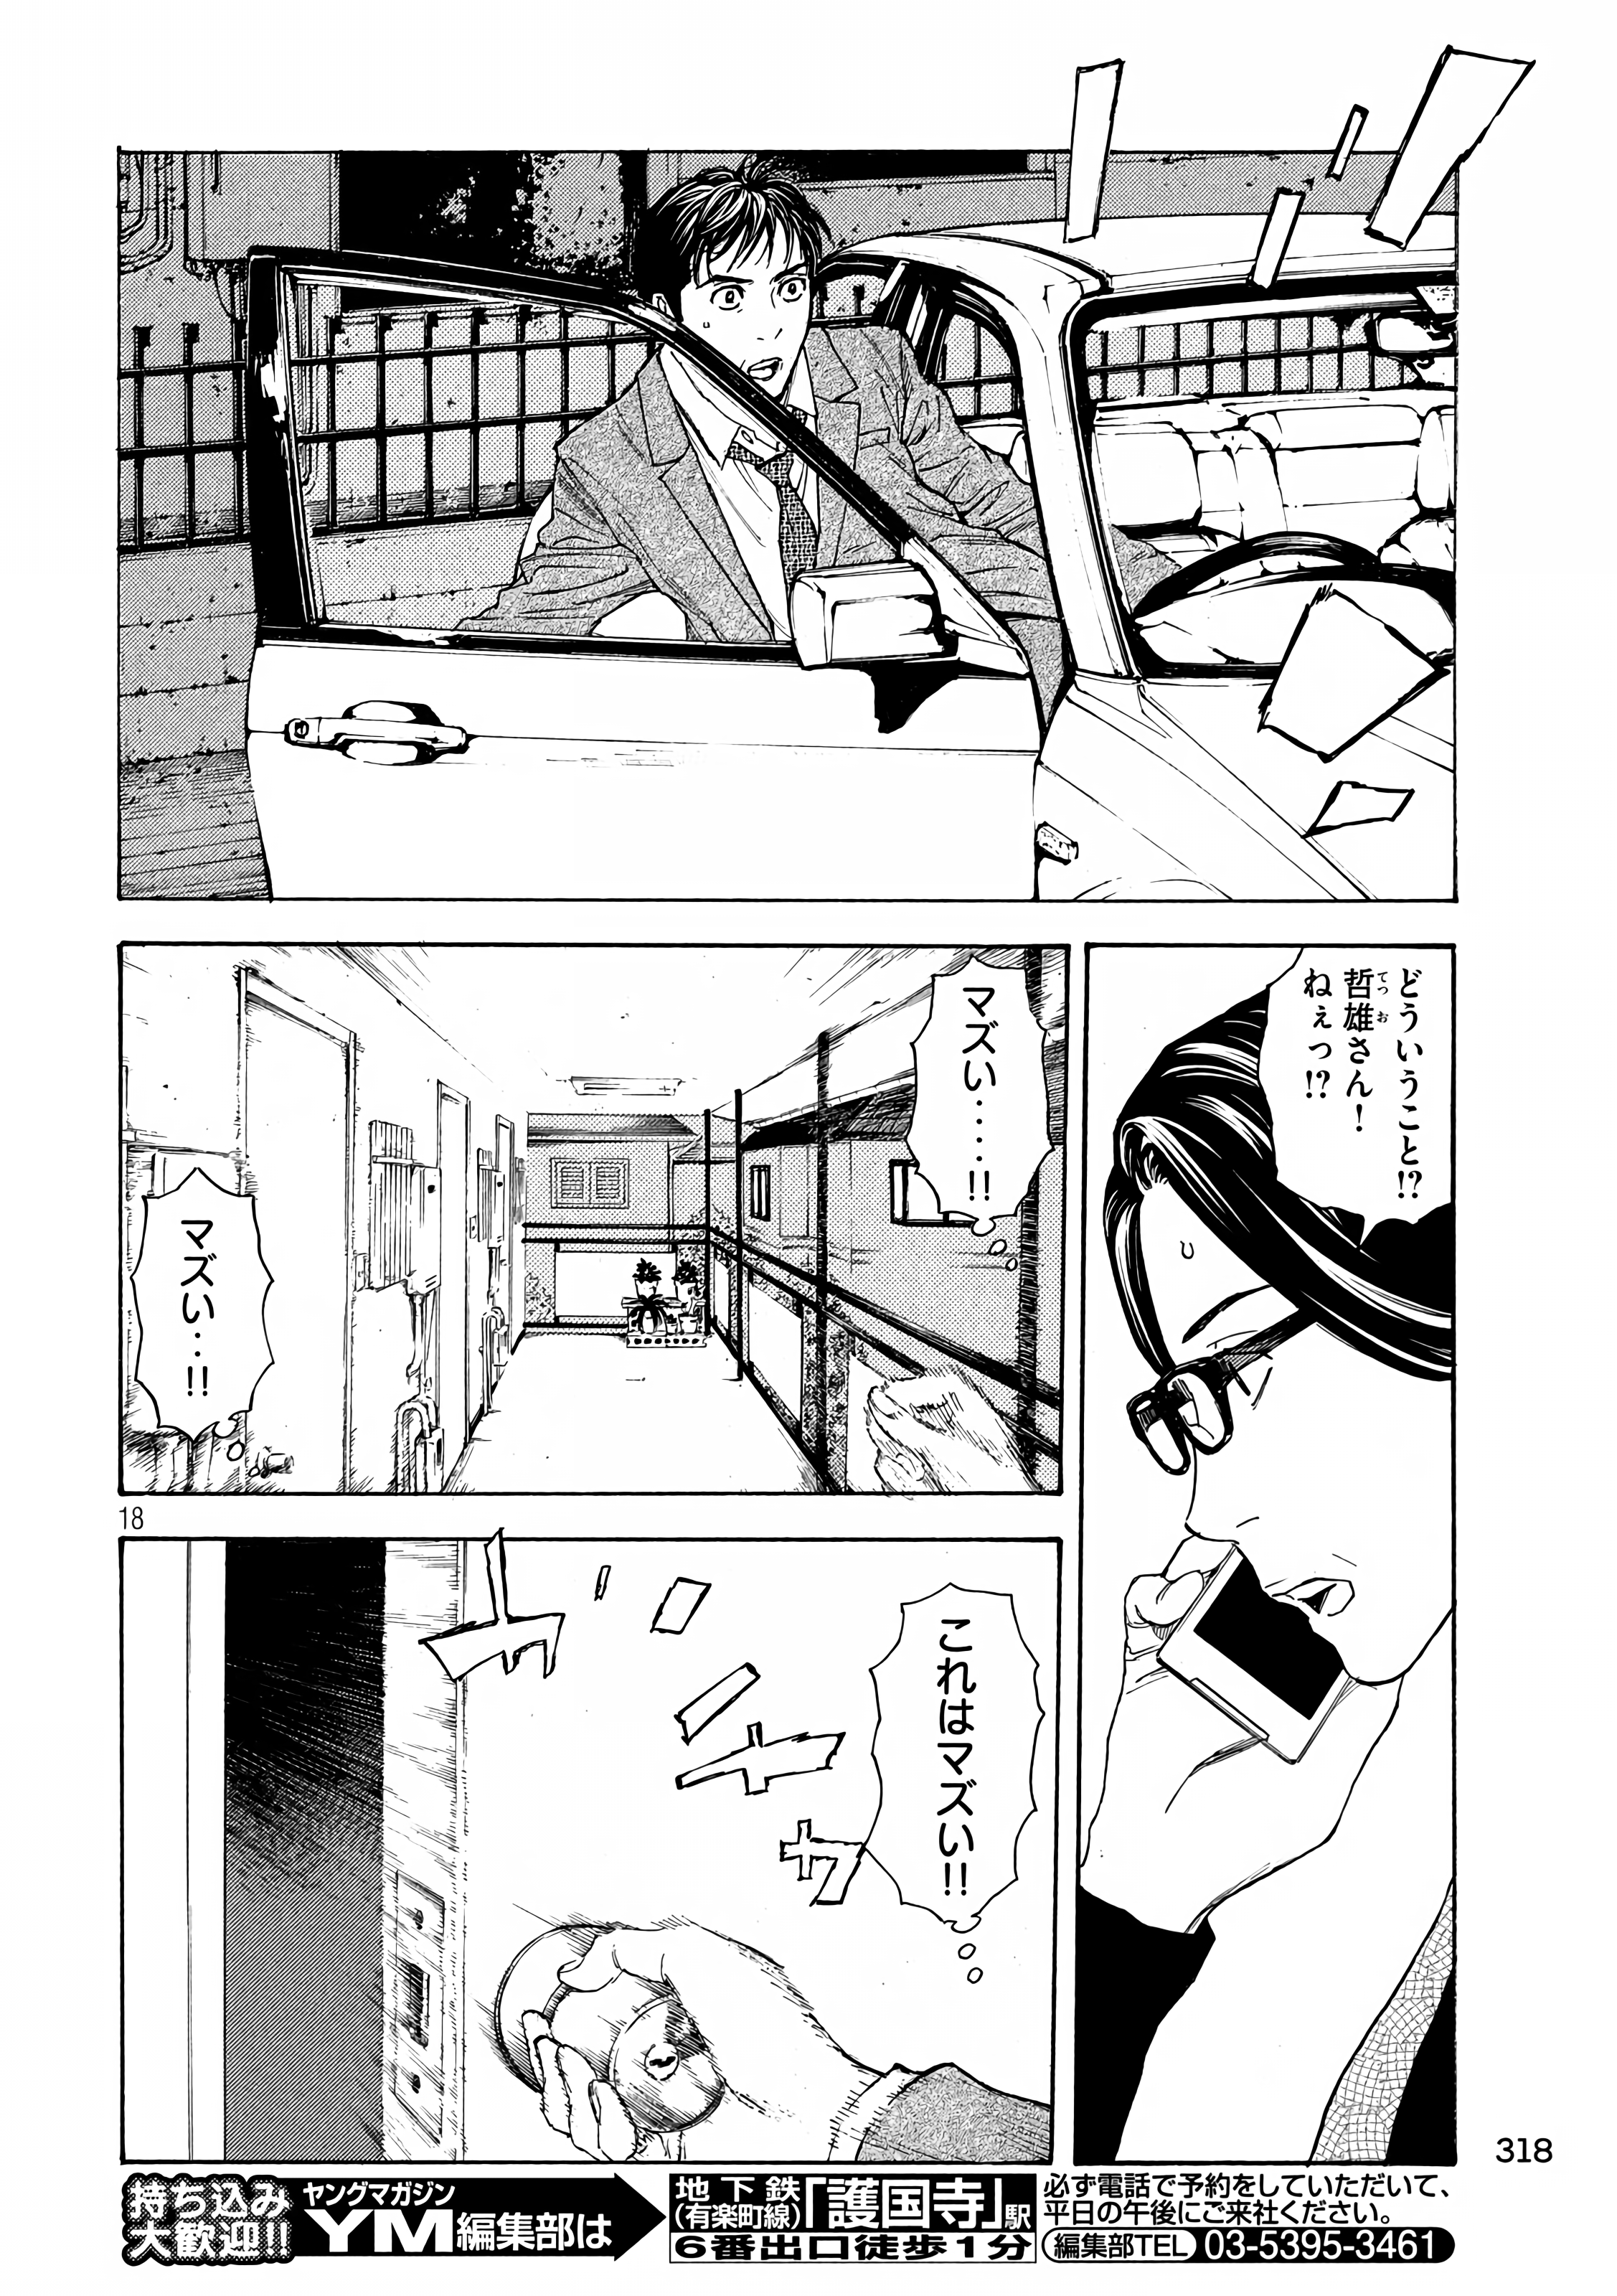 どういうこと!?
哲雄さん!
てつお
ねぇっ!?
マズい‥‥‥!!
マズい‥‥!!
これはマズい!!
ガチャ
18
318
持ち込み
大歓迎!!
ヤングマガジン
YM編集部は
地下鉄
(有楽町線)
「護国寺」駅
6番出口徒歩1分
必ず電話で予約をしていただいて、
平日の午後にご来社ください。
編集部TEL 03-5395-3461